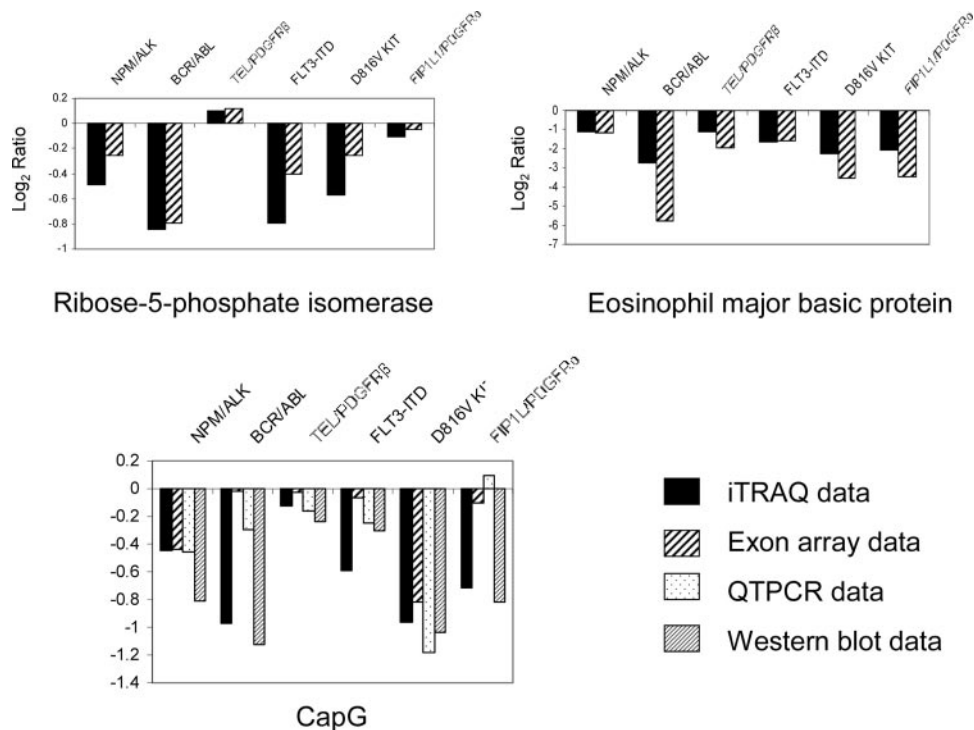 NPM/ALK
BCR/ABL
TEL/PDGFRβ
FLT3-ITD
D816V KIT
FIP1L1/PDGFRα
0.2
0
-0.2
-0.4
-0.6
-0.8
-1
Log2 Ratio
Ribose-5-phosphate isomerase
NPM/ALK
BCR/ABL
TEL/PDGFRβ
FLT3-ITD
D816V KIT
FIP1L1/PDGFRα
0
-1
-2
-3
-4
-5
-6
-7
Log2 Ratio
Eosinophil major basic protein
NPM/ALK
BCR/ABL
TEL/PDGFRβ
FLT3-ITD
D816V
0.2
0
-0.2
-0.4
-0.6
-0.8
-1
-1.2
-1.4
CapG
iTRAQ data
Exon array data
QTPCR data
Western blot data